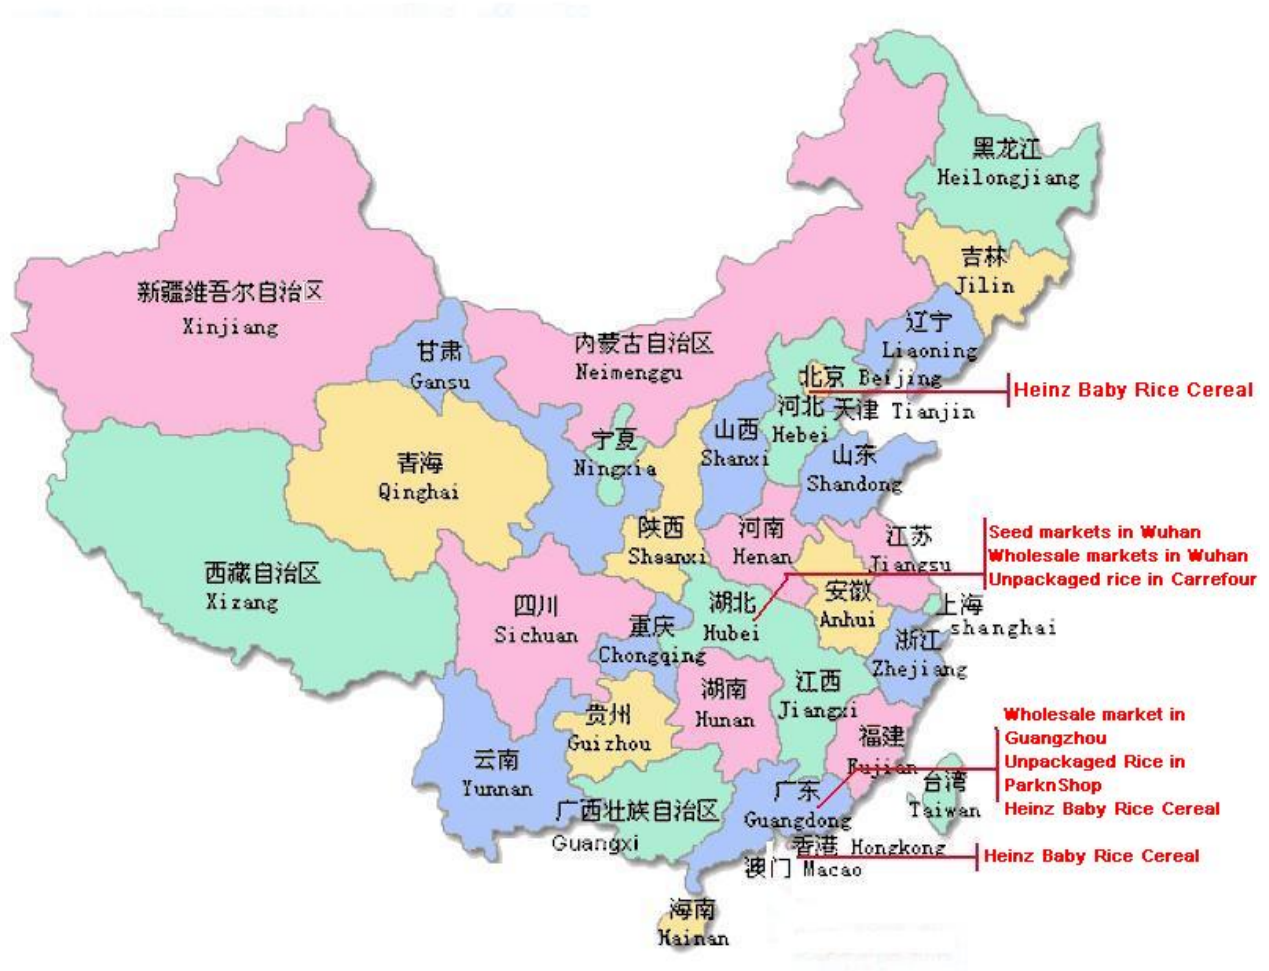 黑龙江
Heilongjiang
吉林
Jilin
辽宁
Liaoning
新疆維吾尔自治区
Xinjiang
甘肃
Gansu
内蒙古自治区
Neimenggu
北京 Beijing
Heinz Baby Rice Cereal
河北
Hebei
天津 Tianjin
山西
Shanxi
宁夏
Ningxia
山东
Shandong
青海
Qinghai
陕西
Shaanxi
河南
Henan
江苏
Jiangsu
Seed markets in Wuhan
Wholesale markets in Wuhan
Unpackaged rice in Carrefour
西藏自治区
Xizang
四川
Sichuan
重庆
Chongqing
湖北
Hubei
安徽
Anhui
上海
shanghai
浙江
Zhejiang
湖南
Hunan
江西
Jiangxi
福建
Fujian
Wholesale market in
Guangzhou
Unpackaged Rice in
ParknShop
Heinz Baby Rice Cereal
贵州
Guizhou
云南
Yunnan
广西壮族自治区
Guangxi
广东
Guangdong
台湾
Taiwan
香港 Hongkong
Heinz Baby Rice Cereal
澳门 Macao
海南
Hainan